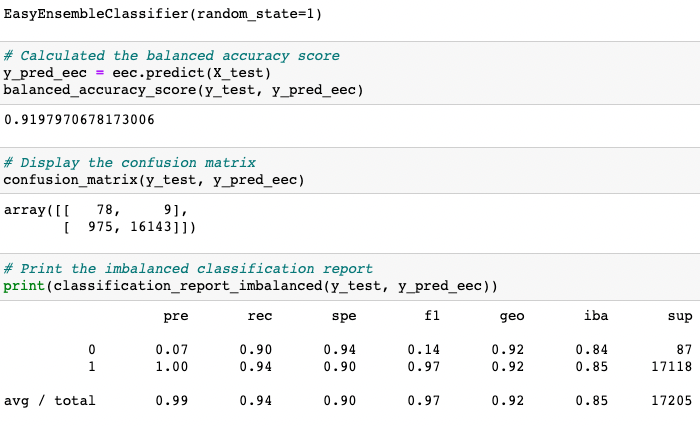 EasyEnsembleClassifier(random_state=1)
# Calculated the balanced accuracy score
y_pred_eec = eec.predict(X_test)
balanced_accuracy_score(y_test, y_pred_eec)
0.9197970678173006
# Display the confusion matrix
confusion_matrix(y_test, y_pred_eec)
array([[   78,     9],
       [  975, 16143]])
# Print the imbalanced classification report
print(classification_report_imbalanced(y_test, y_pred_eec))
pre rec spe f1 geo iba sup
0 0.07 0.90 0.94 0.14 0.92 0.84 87
1 1.00 0.94 0.90 0.97 0.92 0.85 17118
avg / total 0.99 0.94 0.90 0.97 0.92 0.85 17205